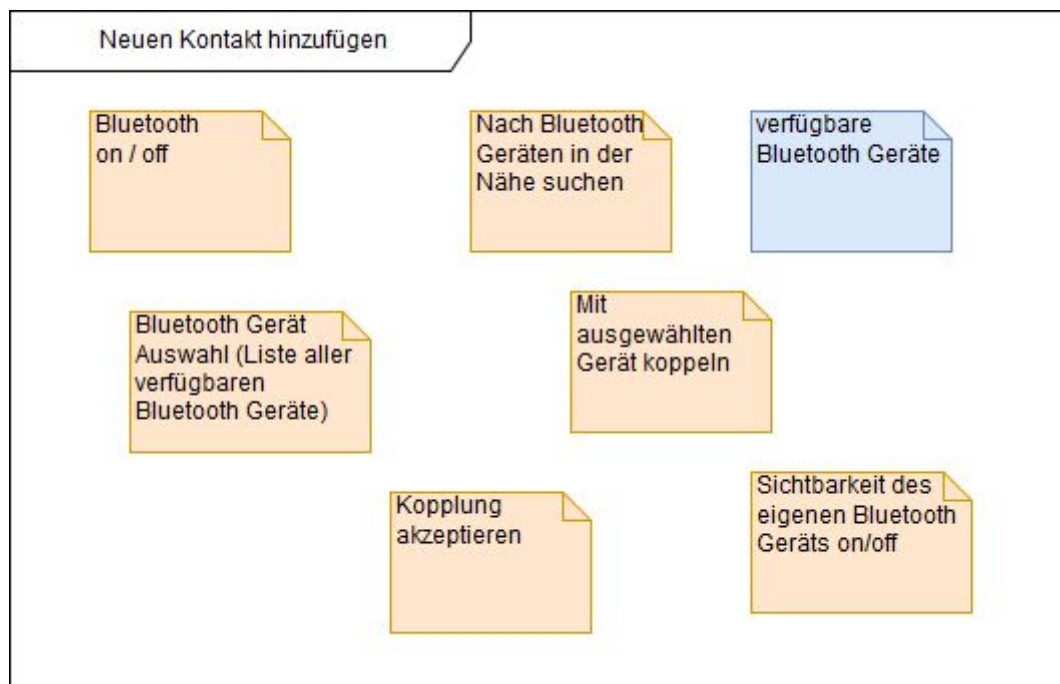 Neuen Kontakt hinzufügen
Bluetooth
on / off
Nach Bluetooth
Geräten in der
Nähe suchen
verfügbare
Bluetooth Geräte
Bluetooth Gerät
Auswahl (Liste aller
verfügbaren
Bluetooth Geräte)
Mit
ausgewählten
Gerät koppeln
Kopplung
akzeptieren
Sichtbarkeit des
eigenen Bluetooth
Geräts on/off